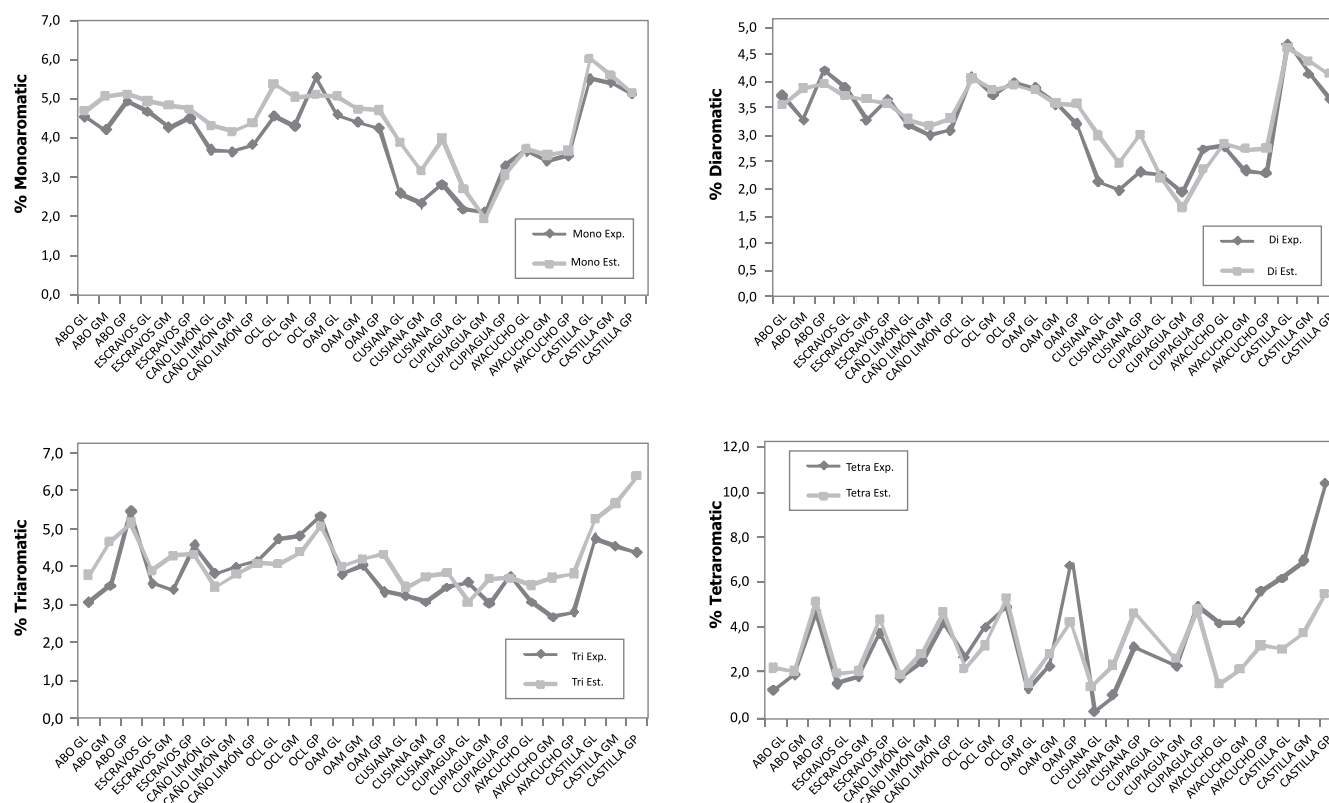 % Monoaromatic
7,0
6,0
5,0
4,0
3,0
2,0
1,0
0,0
Mono Exp.
Mono Est.
ABO GL
ABO GM
ABO GP
ESCRAVOS GL
ESCRAVOS GM
ESCRAVOS GP
CAÑO LIMÓN GL
CAÑO LIMÓN GM
CAÑO LIMÓN GP
OCL GL
OCL GM
OCL GP
OAM GL
OAM GM
OAM GP
CUSIANA GL
CUSIANA GM
CUSIANA GP
CUPIAGUA GL
CUPIAGUA GM
CUPIAGUA GP
AYACUCHO GL
AYACUCHO GM
AYACUCHO GP
CASTILLA GL
CASTILLA GM
CASTILLA GP
% Diaromatic
5,0
4,5
4,0
3,5
3,0
2,5
2,0
1,5
1,0
0,5
0,0
Di Exp.
Di Est.
ABO GL
ABO GM
ABO GP
ESCRAVOS GL
ESCRAVOS GM
ESCRAVOS GP
CAÑO LIMÓN GL
CAÑO LIMÓN GM
CAÑO LIMÓN GP
OCL GL
OCL GM
OCL GP
OAM GL
OAM GM
OAM GP
CUSIANA GL
CUSIANA GM
CUSIANA GP
CUPIAGUA GL
CUPIAGUA GM
CUPIAGUA GP
AYACUCHO GL
AYACUCHO GM
AYACUCHO GP
CASTILLA GL
CASTILLA GM
CASTILLA GP
% Triaromatic
7,0
6,0
5,0
4,0
3,0
2,0
1,0
0,0
Tri Exp.
Tri Est.
ABO GL
ABO GM
ABO GP
ESCRAVOS GL
ESCRAVOS GM
ESCRAVOS GP
CAÑO LIMÓN GL
CAÑO LIMÓN GM
CAÑO LIMÓN GP
OCL GL
OCL GM
OCL GP
OAM GL
OAM GM
OAM GP
CUSIANA GL
CUSIANA GM
CUSIANA GP
CUPIAGUA GL
CUPIAGUA GM
CUPIAGUA GP
AYACUCHO GL
AYACUCHO GM
AYACUCHO GP
CASTILLA GL
CASTILLA GM
CASTILLA GP
% Tetraromatic
12,0
10,0
8,0
6,0
4,0
2,0
0,0
Tetra Exp.
Tetra Est.
ABO GL
ABO GM
ABO GP
ESCRAVOS GL
ESCRAVOS GM
ESCRAVOS GP
CAÑO LIMÓN GL
CAÑO LIMÓN GM
CAÑO LIMÓN GP
OCL GL
OCL GM
OCL GP
OAM GL
OAM GM
OAM GP
CUSIANA GL
CUSIANA GM
CUSIANA GP
CUPIAGUA GL
CUPIAGUA GM
CUPIAGUA GP
AYACUCHO GL
AYACUCHO GM
AYACUCHO GP
CASTILLA GL
CASTILLA GM
CASTILLA GP